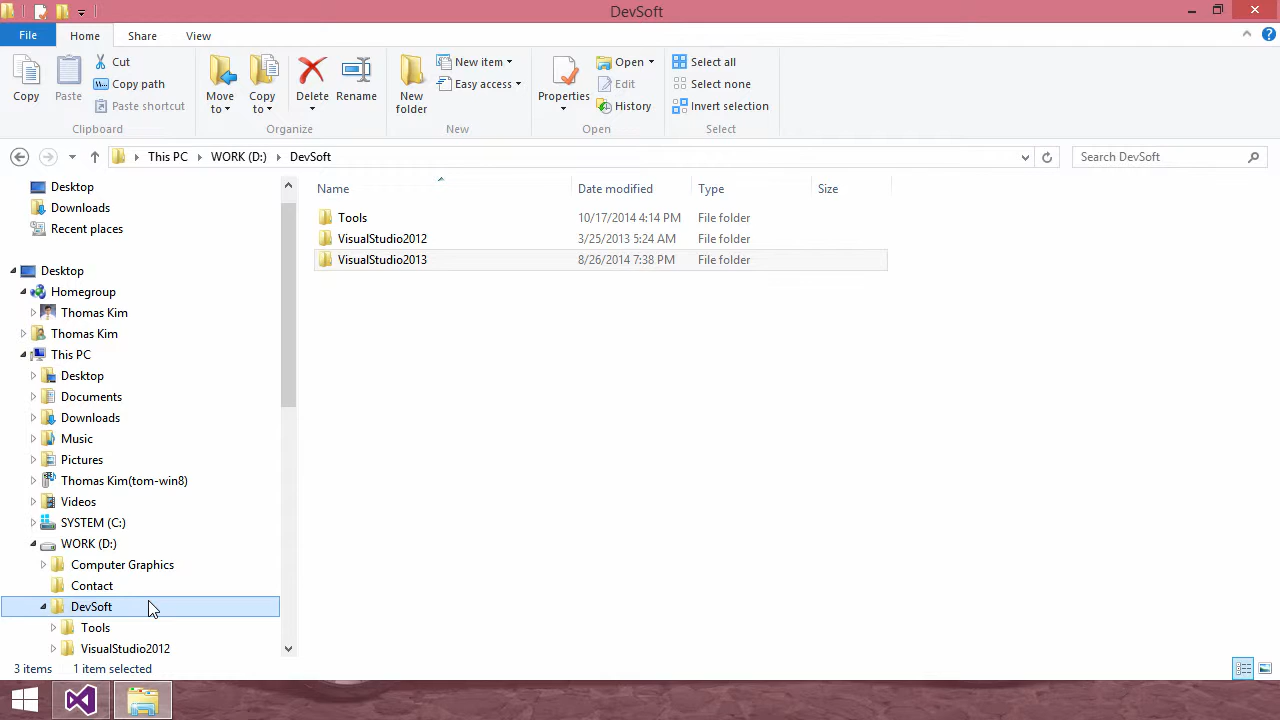 DevSoft
File Home Share View
Copy
Paste
Cut
Copy path
Paste shortcut
Clipboard
Move to
Copy to
Delete
Rename
Organize
New folder
New item
Easy access
New
Properties
Open
Edit
History
Open
Select all
Select none
Invert selection
Select
This PC WORK (D:) DevSoft
Search DevSoft
Name Date modified Type Size
Tools 10/17/2014 4:14 PM File folder
VisualStudio2012 3/25/2013 5:24 AM File folder
VisualStudio2013 8/26/2014 7:38 PM File folder
Desktop
Downloads
Recent places
Desktop
Homegroup
Thomas Kim
Thomas Kim
This PC
Desktop
Documents
Downloads
Music
Pictures
Thomas Kim(tom-win8)
Videos
SYSTEM (C:)
WORK (D:)
Computer Graphics
Contact
DevSoft
Tools
VisualStudio2012
3 items 1 item selected